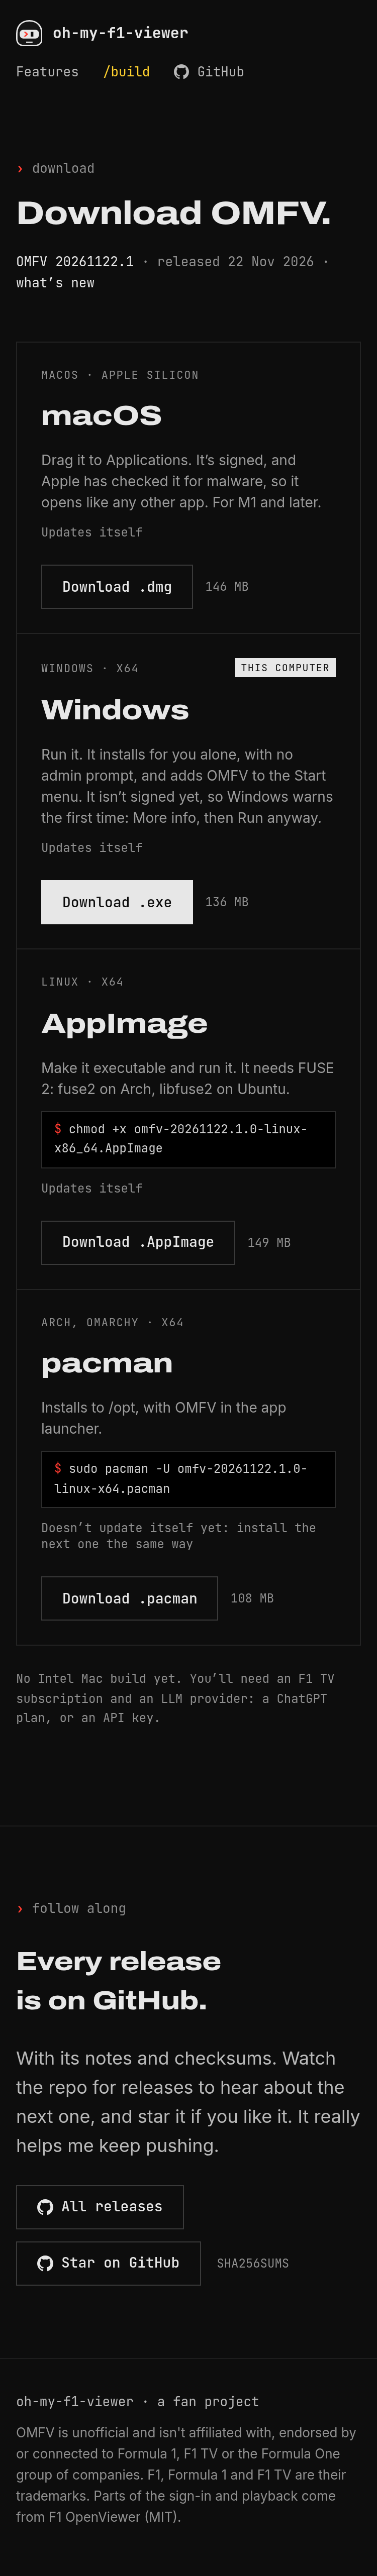 oh-my-f1-viewer
Features /build GitHub
› download
Download OMFV.
OMFV 20261122.1 · released 22 Nov 2026 ·
what’s new
MACOS · APPLE SILICON
macOS
Drag it to Applications. It’s signed, and
Apple has checked it for malware, so it
opens like any other app. For M1 and later.
Updates itself
Download .dmg 146 MB
WINDOWS · X64 THIS COMPUTER
Windows
Run it. It installs for you alone, with no
admin prompt, and adds OMFV to the Start
menu. It isn’t signed yet, so Windows warns
the first time: More info, then Run anyway.
Updates itself
Download .exe 136 MB
LINUX · X64
AppImage
Make it executable and run it. It needs FUSE
2: fuse2 on Arch, libfuse2 on Ubuntu.
$ chmod +x omfv-20261122.1.0-linux-
x86_64.AppImage
Updates itself
Download .AppImage 149 MB
ARCH, OMARCHY · X64
pacman
Installs to /opt, with OMFV in the app
launcher.
$ sudo pacman -U omfv-20261122.1.0-
linux-x64.pacman
Doesn’t update itself yet: install the
next one the same way
Download .pacman 108 MB
No Intel Mac build yet. You’ll need an F1 TV
subscription and an LLM provider: a ChatGPT
plan, or an API key.
› follow along
Every release
is on GitHub.
With its notes and checksums. Watch
the repo for releases to hear about the
next one, and star it if you like it. It really
helps me keep pushing.
All releases
Star on GitHub SHA256SUMS
oh-my-f1-viewer · a fan project
OMFV is unofficial and isn't affiliated with, endorsed by
or connected to Formula 1, F1 TV or the Formula One
group of companies. F1, Formula 1 and F1 TV are their
trademarks. Parts of the sign-in and playback come
from F1 OpenViewer (MIT).